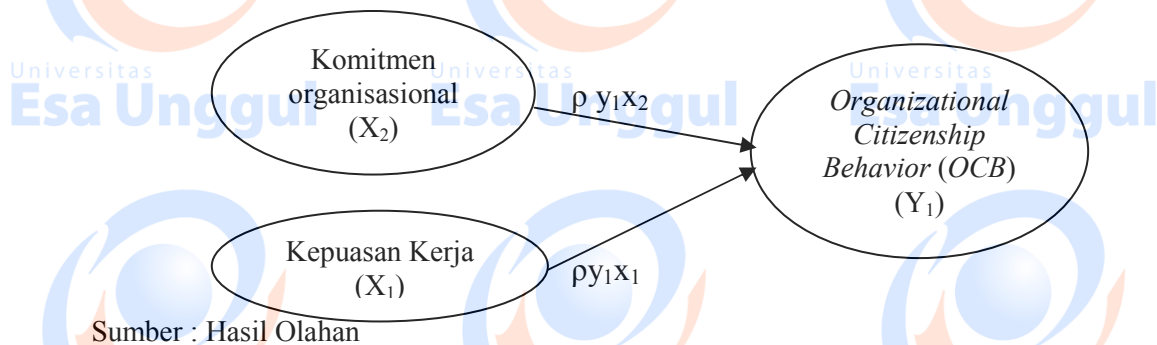 Komitmen
organisasional
(X₂)
ρ y₁x₂
Organizational
Citizenship
Behavior (OCB)
(Y₁)
Kepuasan Kerja
(X₁)
ρy₁x₁
Sumber : Hasil Olahan
Universitas
Esa Unggul
Universitas
Esa Unggul
Universitas
Esa Unggul